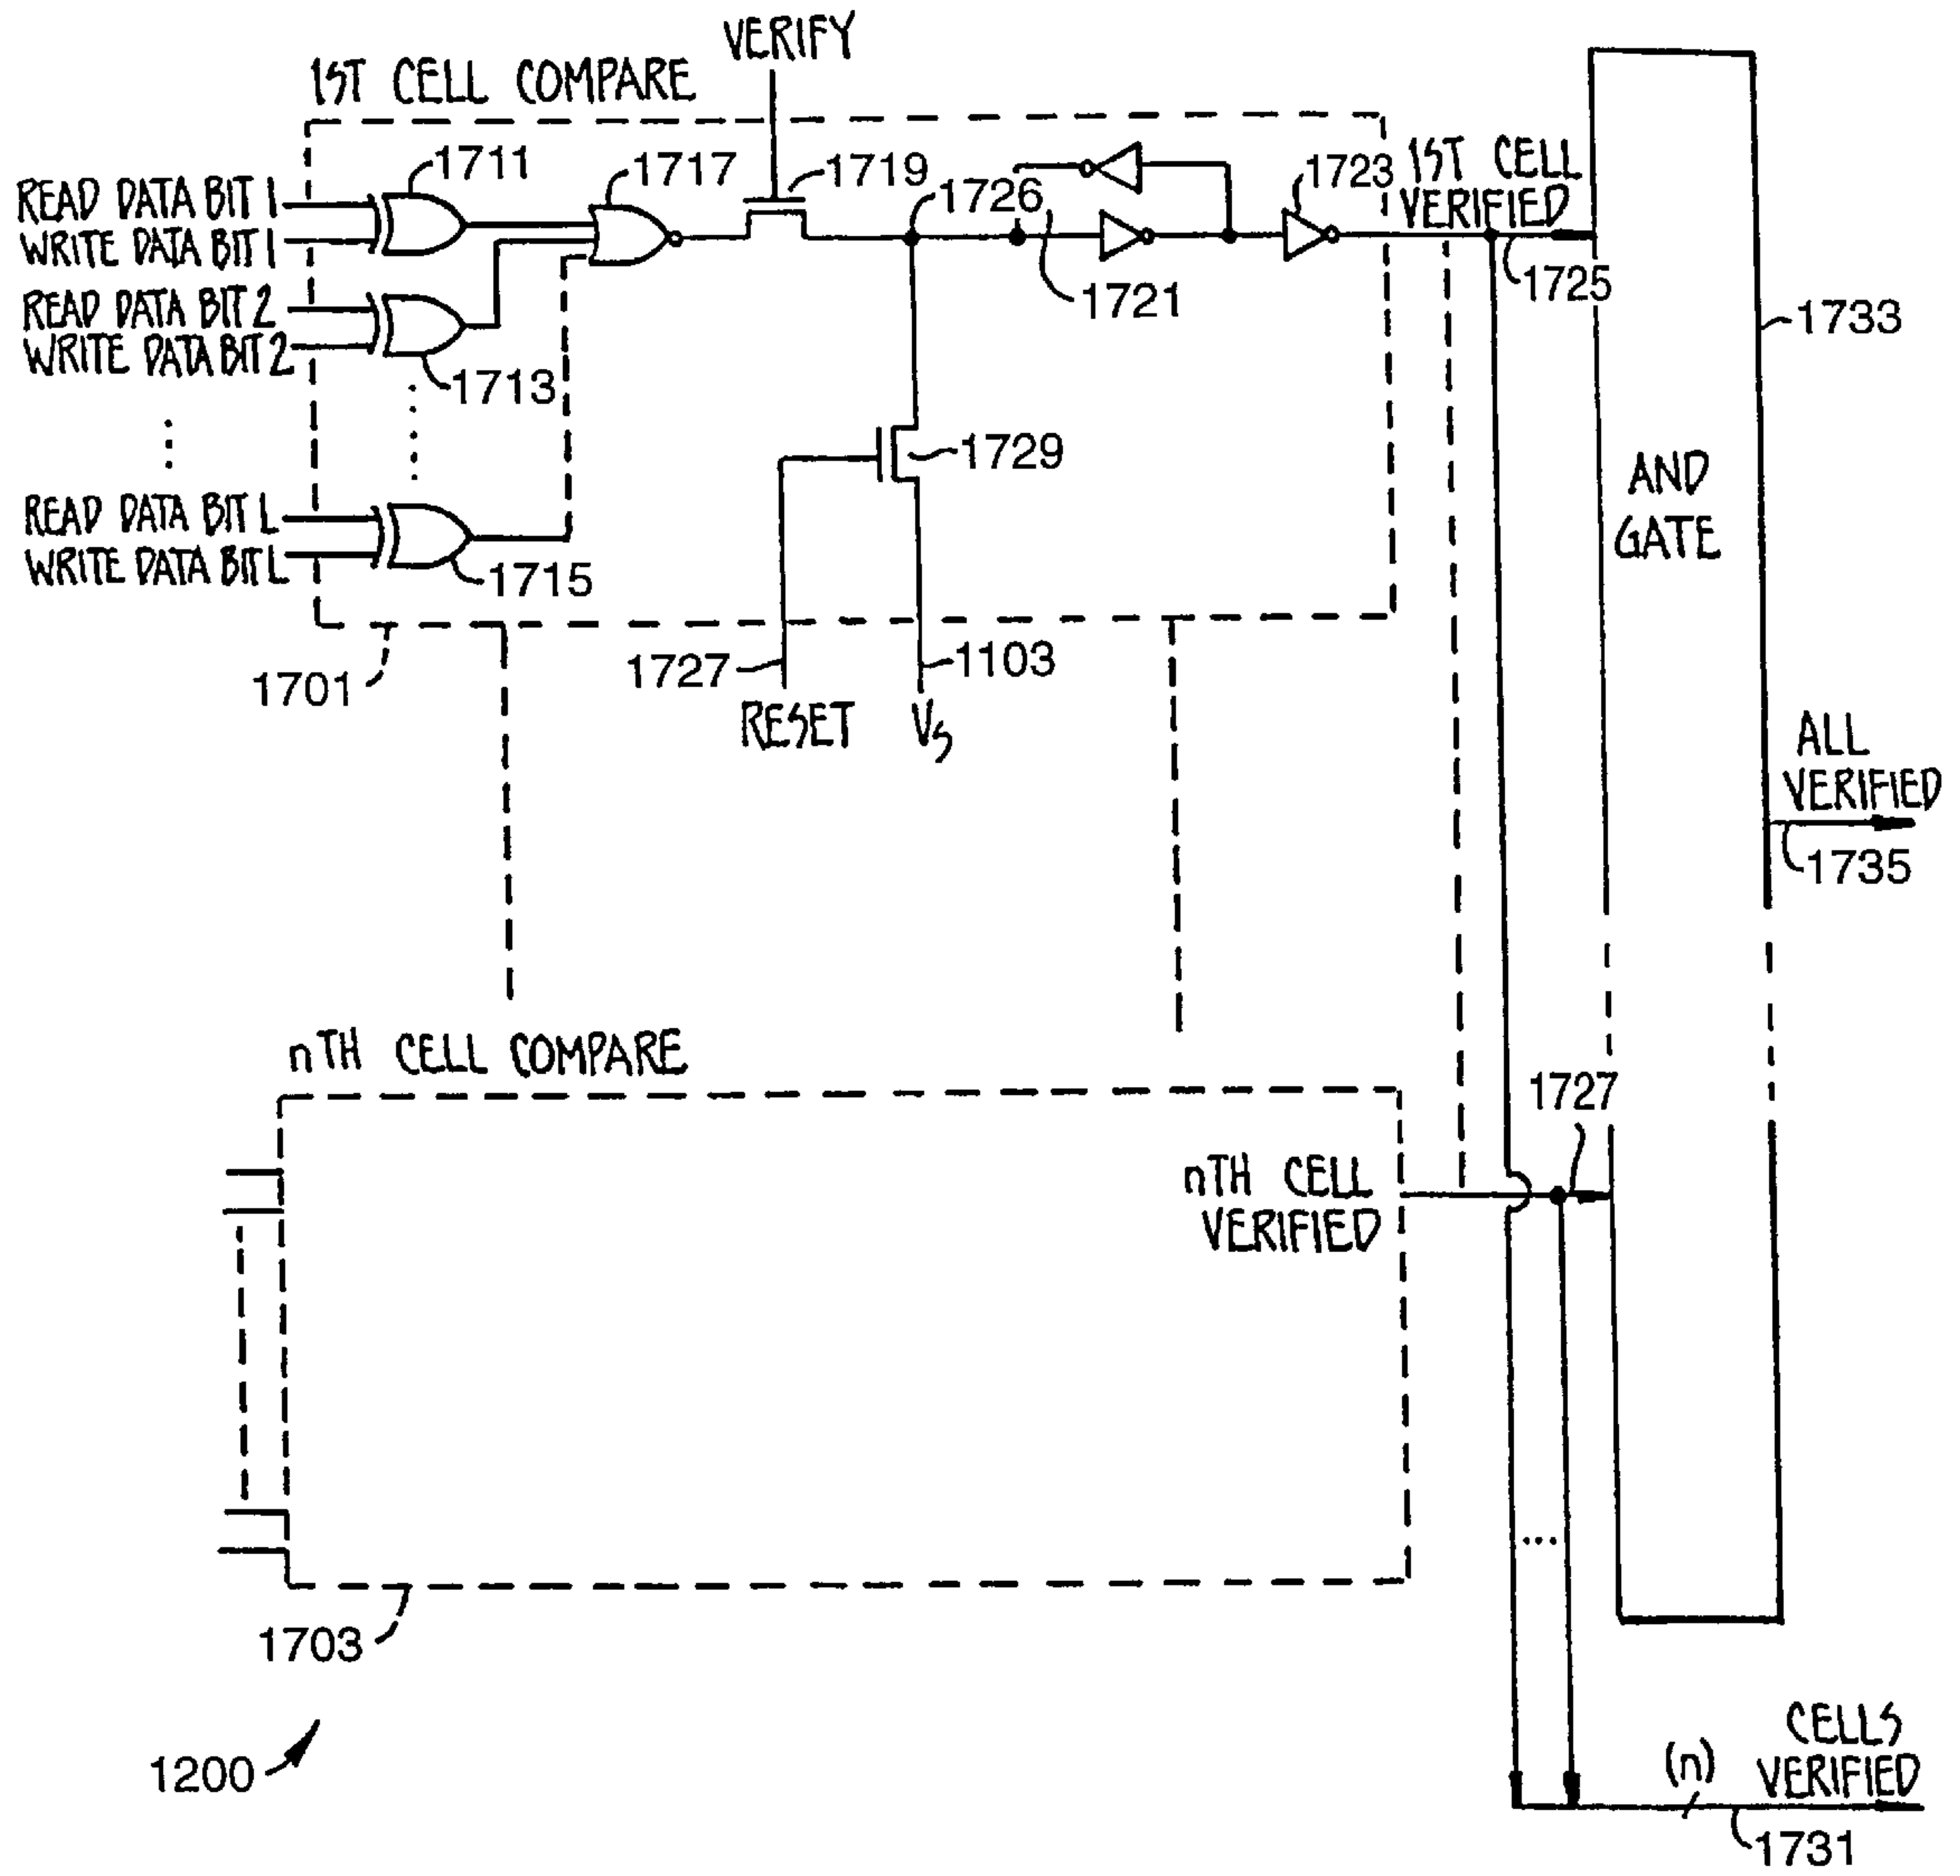 VERIFY
1ST CELL COMPARE
1711
1717
1719
1726
1723
1ST CELL
VERIFIED
READ DATA BIT 1
WRITE DATA BIT 1
1721
1725
READ DATA BIT 2
WRITE DATA BIT 2
1713
1733
1729
AND
GATE
READ DATA BIT L
WRITE DATA BIT L
1715
1701
1727
1103
RESET
VS
ALL
VERIFIED
1735
nTH CELL COMPARE
1727
nTH CELL
VERIFIED
1703
1200
(n)
CELLS
VERIFIED
1731